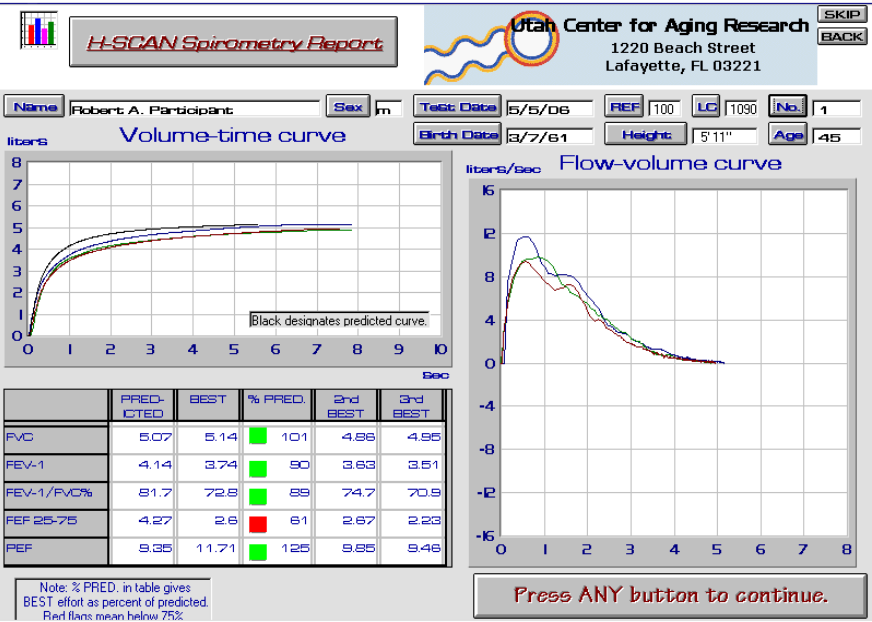 H-SCAN Spirometry Report
Utah Center for Aging Research
1220 Beach Street
Lafayette, FL 03221
SKIP
BACK
Name Robert A. Participant Sex m Test Date 5/5/06 REF 100 LC 1090 No. 1
Birth Date 3/7/61 Height 5'11" Age 45
liters Volume-time curve
8
7
6
5
4
3
2
1
0
Black designates predicted curve.
0 1 2 3 4 5 6 7 8 9 10
Sec
liters/sec Flow-volume curve
16
12
8
4
0
-4
-8
-12
-16
0 1 2 3 4 5 6 7 8
PRED- BEST % PRED. 2nd 3rd
ICTED BEST BEST
FVC 5.07 5.14 101 4.86 4.95
FEV-1 4.14 3.74 90 3.63 3.51
FEV-1/FVC% 81.7 72.8 89 74.7 70.9
FEF 25-75 4.27 2.6 61 2.67 2.23
PEF 9.35 11.71 125 9.85 9.46
Note: % PRED. in table gives
BEST effort as percent of predicted.
Red flags mean below 75%
Press ANY button to continue.